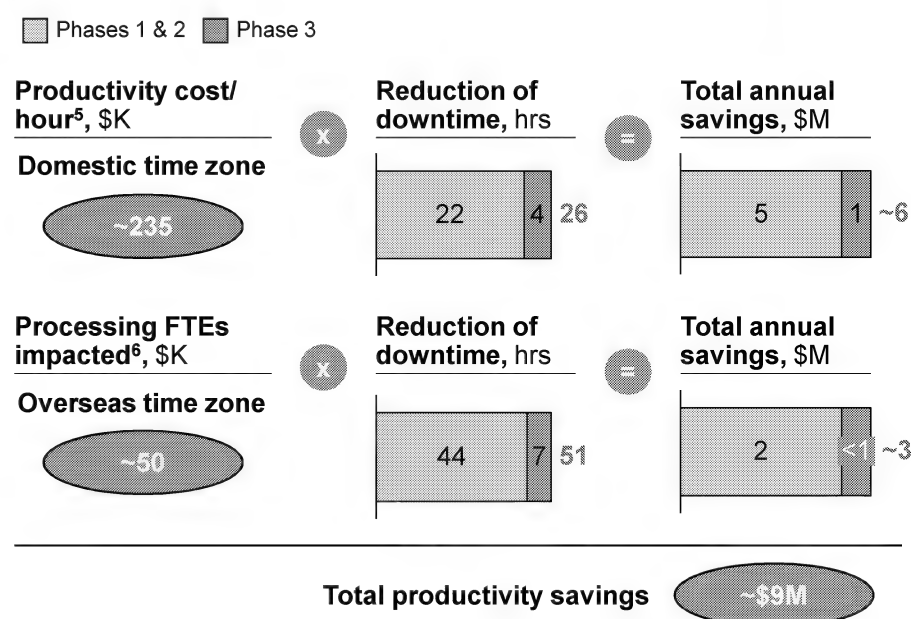 Phases 1 & 2 Phase 3
Productivity cost/
hour⁵, $K
x
Reduction of
downtime, hrs
=
Total annual
savings, $M
Domestic time zone
~235
22 4 26
5 1 ~6
Processing FTEs
impacted⁶, $K
x
Reduction of
downtime, hrs
=
Total annual
savings, $M
Overseas time zone
~50
44 7 51
2 <1 ~3
Total productivity savings ~$9M